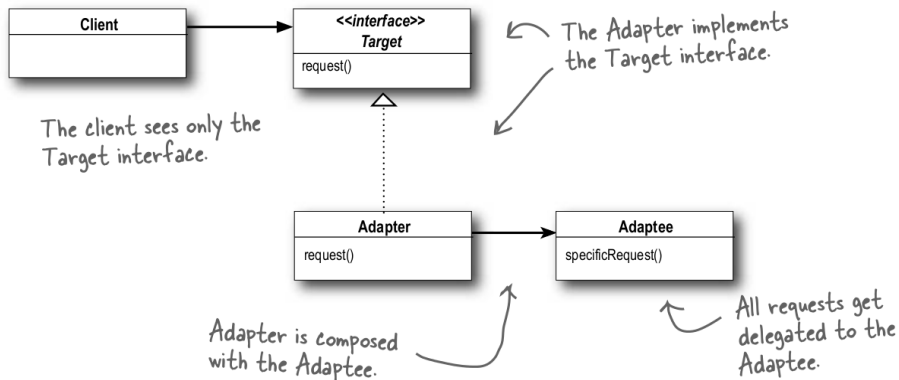 Client
<<interface>>
Target
request()
The Adapter implements
the Target interface.
The client sees only the
Target interface.
Adapter
request()
Adaptee
specificRequest()
Adapter is composed
with the Adaptee.
All requests get
delegated to the
Adaptee.